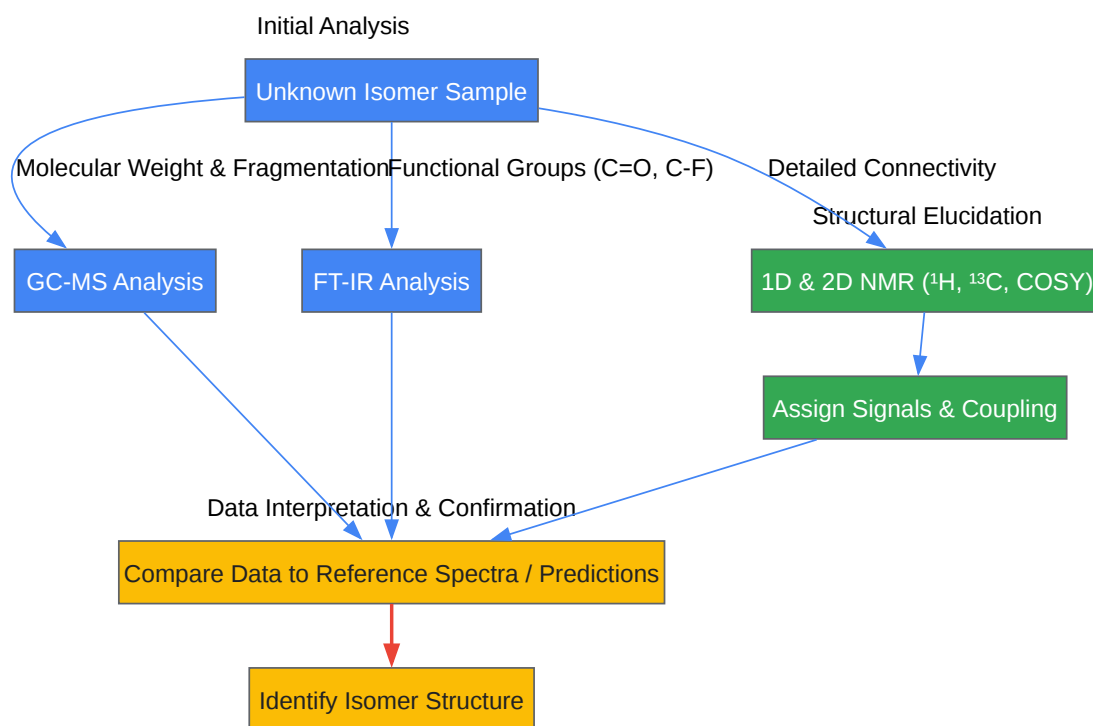 Initial Analysis
Unknown Isomer Sample
Molecular Weight & Fragmentation
Functional Groups (C=O, C-F)
Detailed Connectivity
Structural Elucidation
GC-MS Analysis
FT-IR Analysis
1D & 2D NMR (¹H, ¹³C, COSY)
Assign Signals & Coupling
Data Interpretation & Confirmation
Compare Data to Reference Spectra / Predictions
Identify Isomer Structure